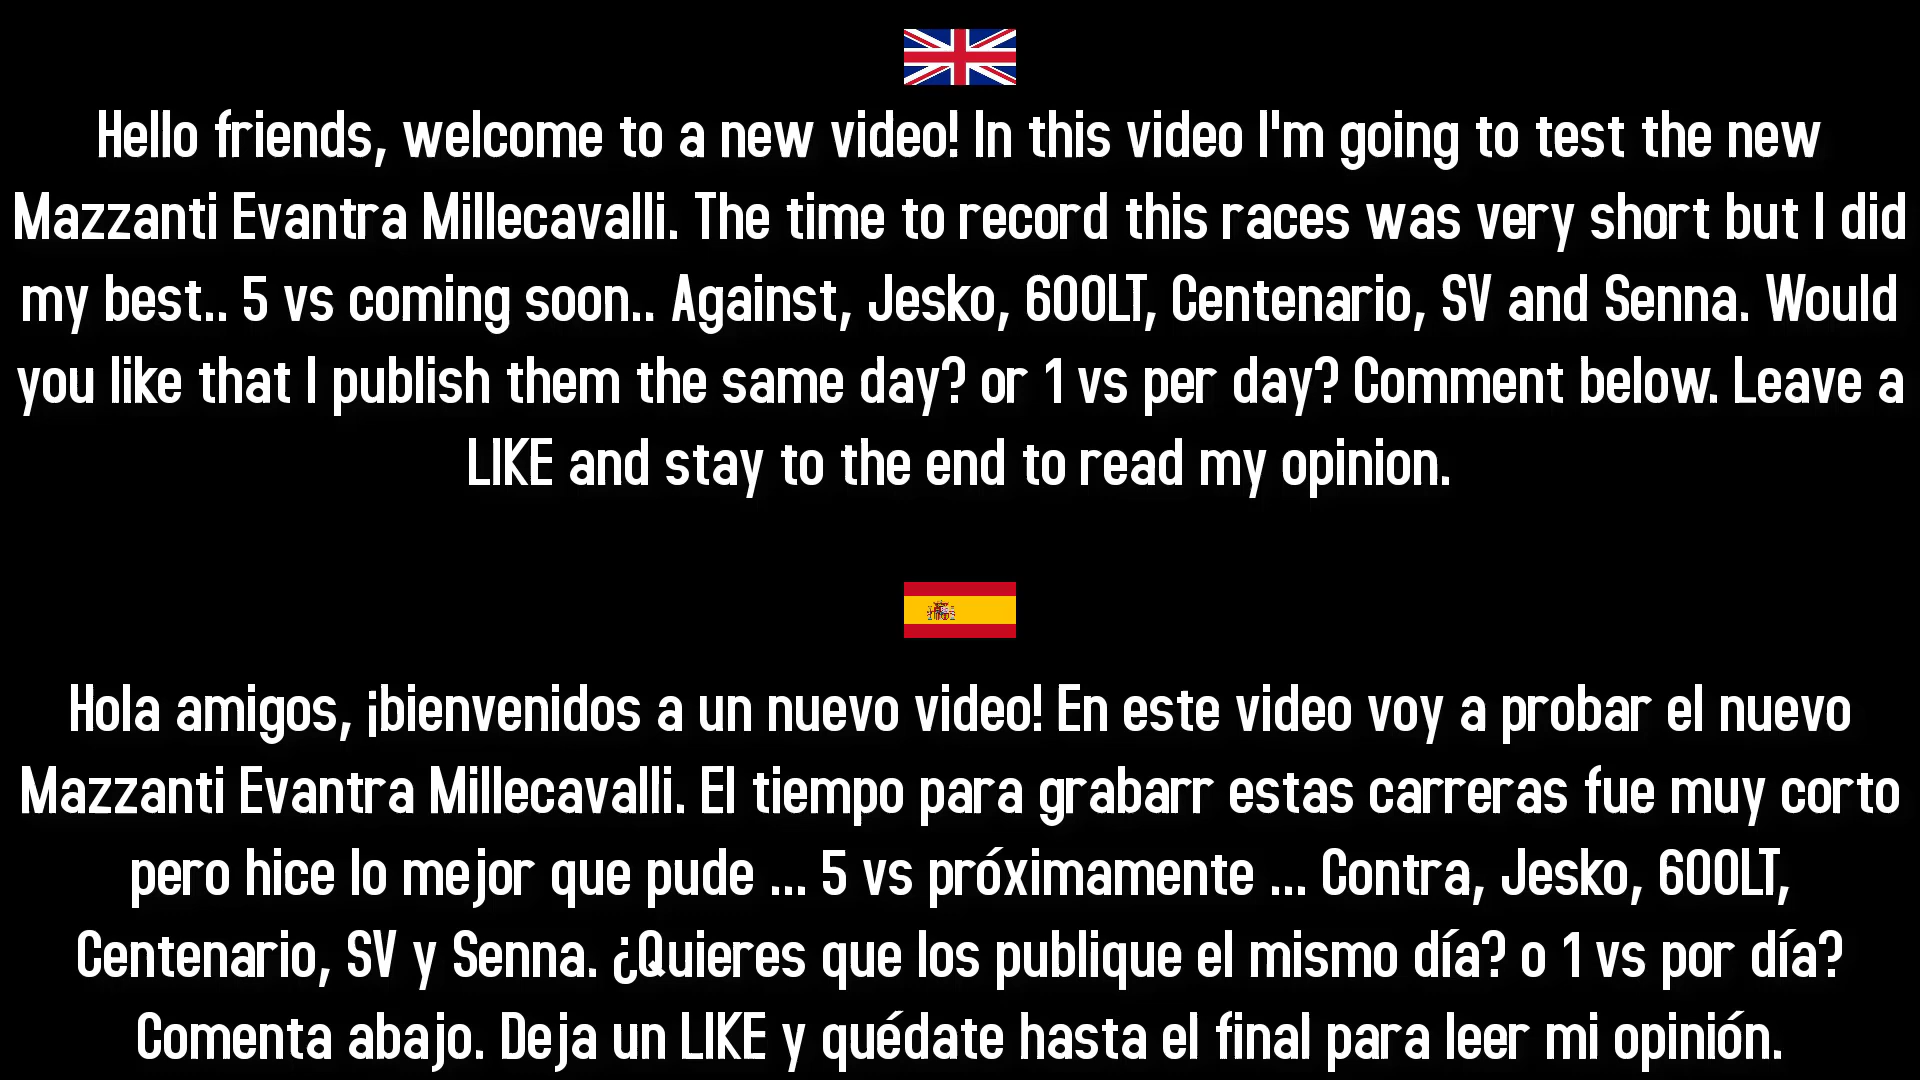 Hello friends, welcome to a new video! In this video I'm going to test the new
Mazzanti Evantra Millecavalli. The time to record this races was very short but I did
my best.. 5 vs coming soon.. Against, Jesko, 600LT, Centenario, SV and Senna. Would
you like that I publish them the same day? or 1 vs per day? Comment below. Leave a
LIKE and stay to the end to read my opinion.
Hola amigos, ¡bienvenidos a un nuevo video! En este video voy a probar el nuevo
Mazzanti Evantra Millecavalli. El tiempo para grabarr estas carreras fue muy corto
pero hice lo mejor que pude ... 5 vs próximamente ... Contra, Jesko, 600LT,
Centenario, SV y Senna. ¿Quieres que los publique el mismo día? o 1 vs por día?
Comenta abajo. Deja un LIKE y quédate hasta el final para leer mi opinión.